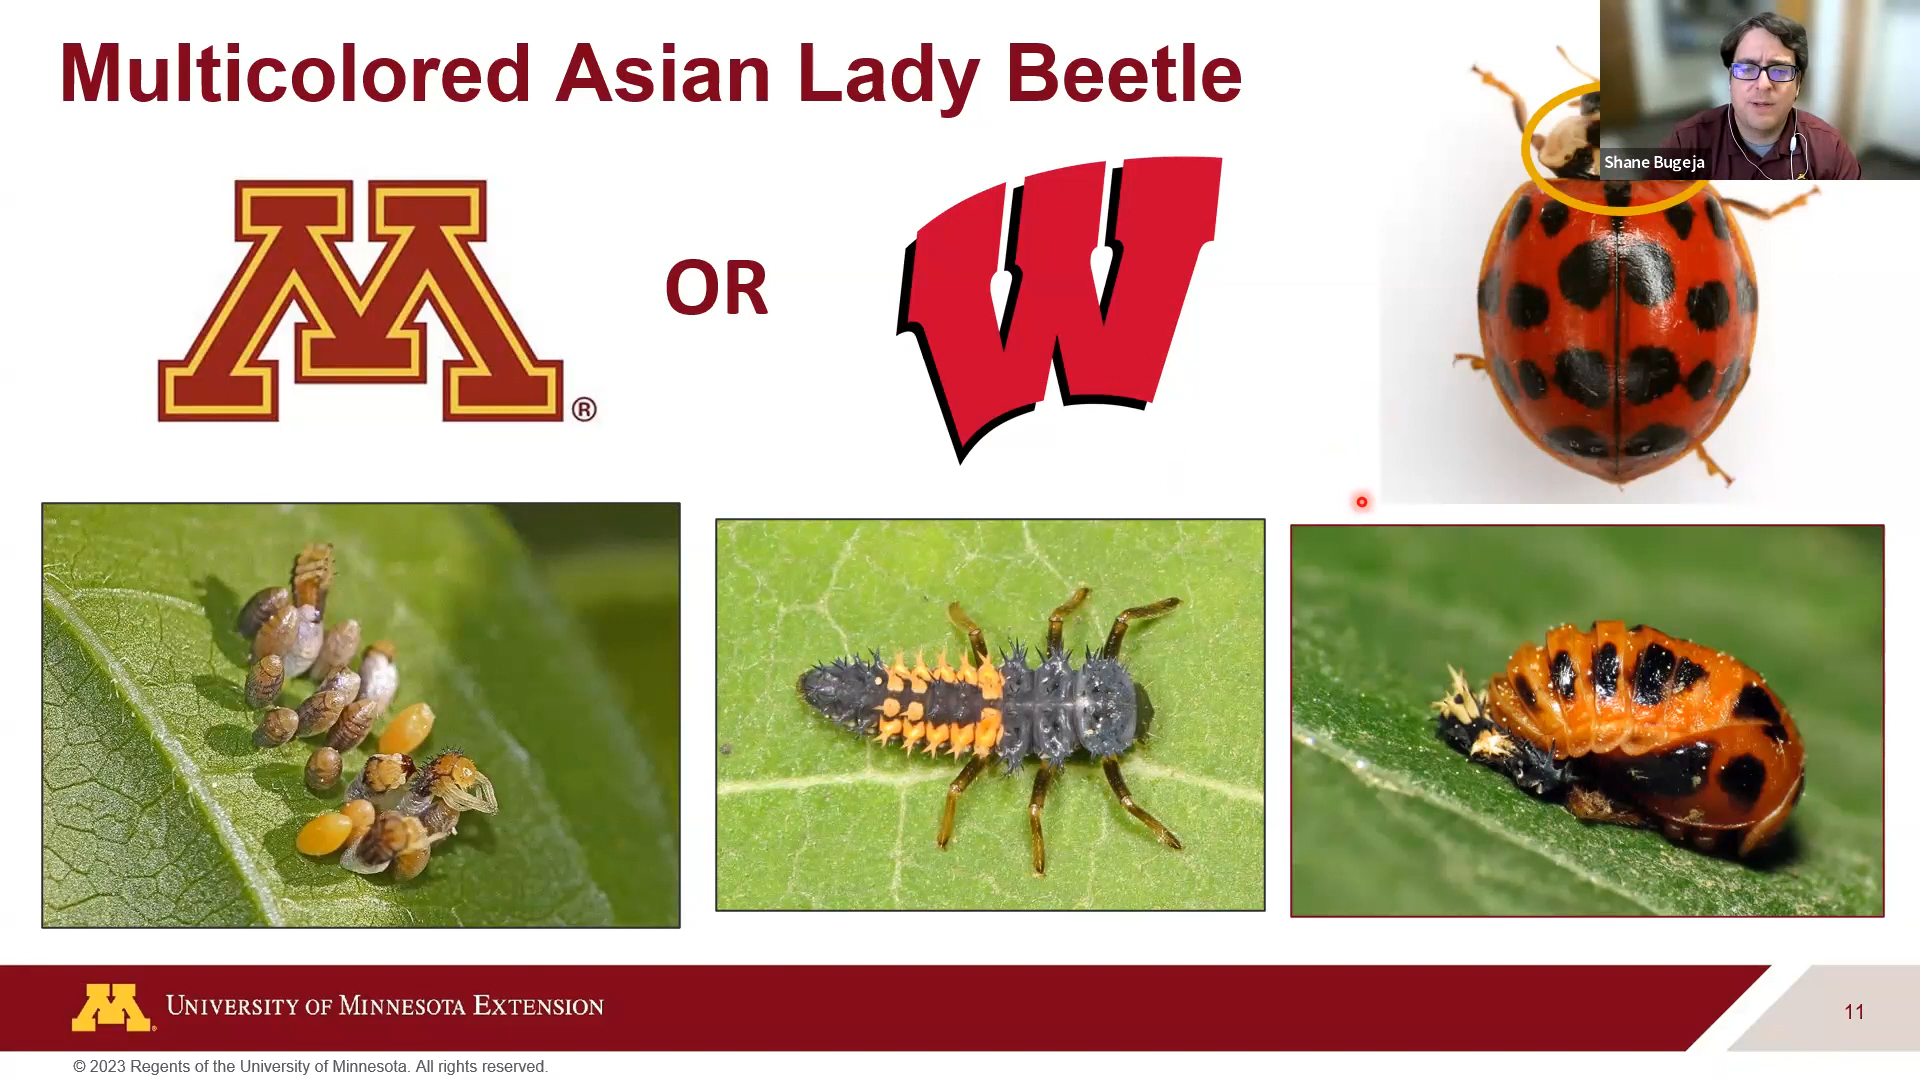 Multicolored Asian Lady Beetle
Shane Bugeja
M
®
OR
W
UNIVERSITY OF MINNESOTA EXTENSION
11
© 2023 Regents of the University of Minnesota. All rights reserved.